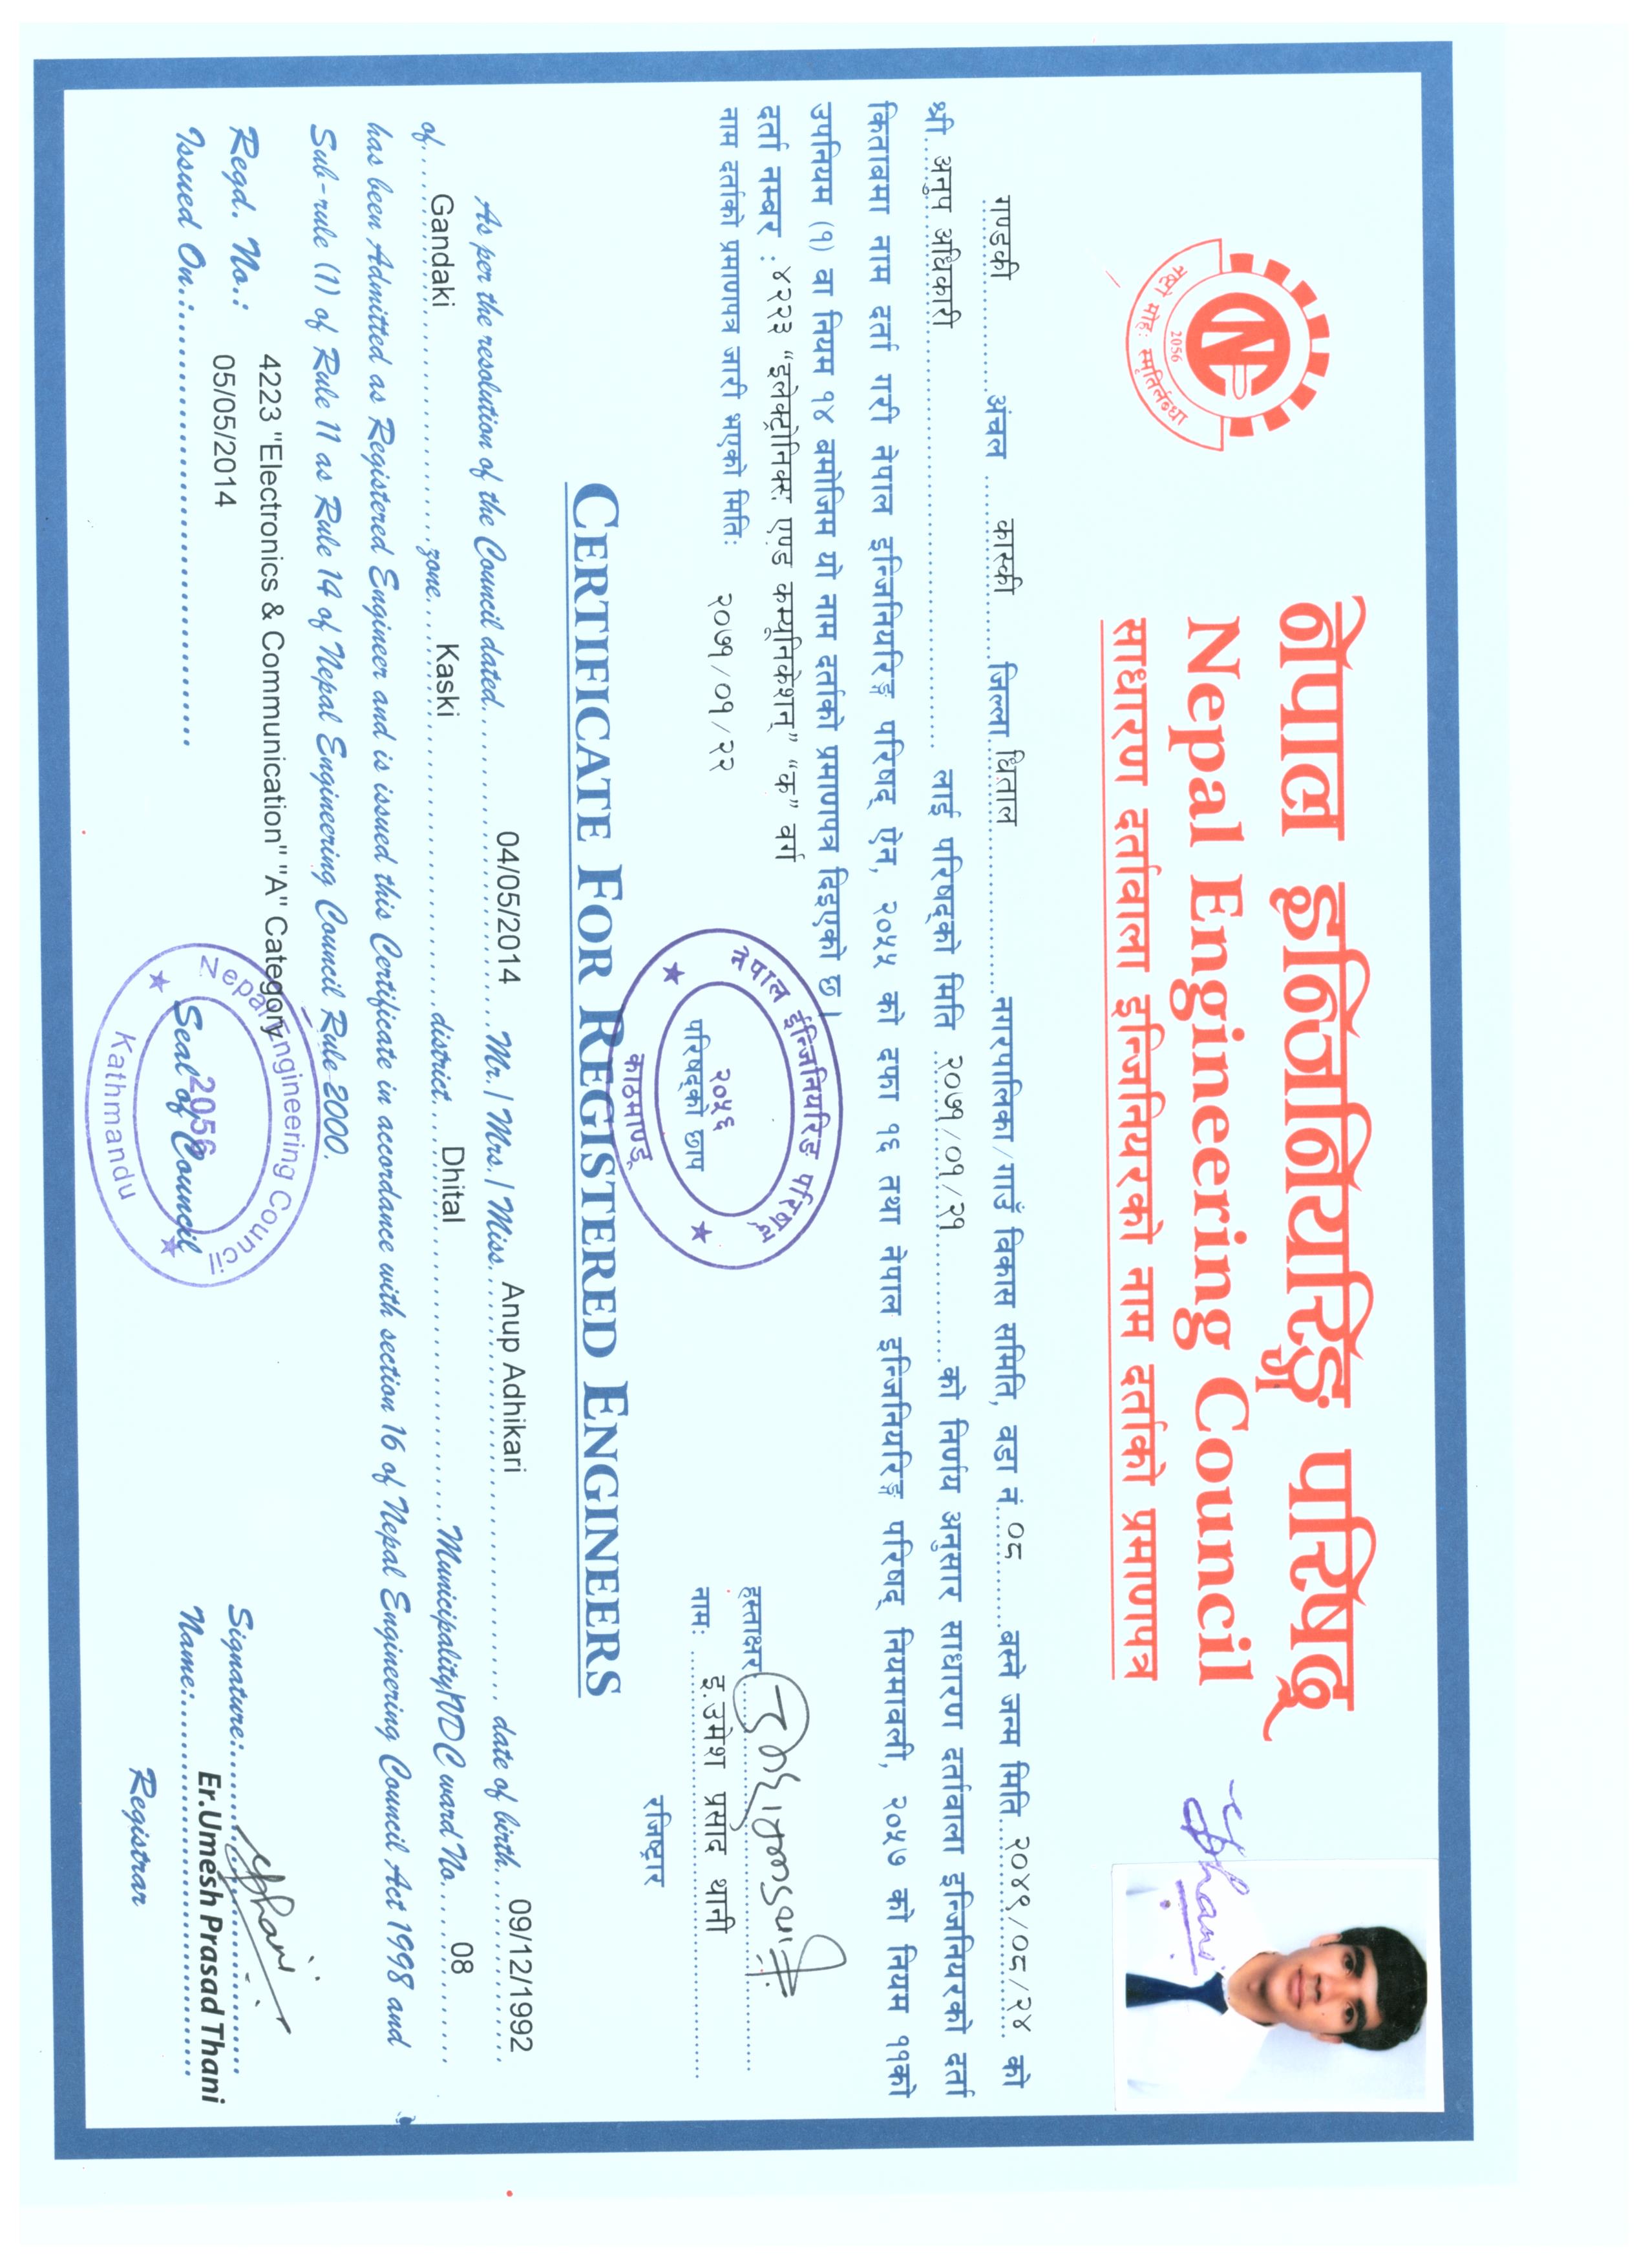 नेपाल इन्जिनियरिङ्ग परिषद्
Nepal Engineering Council
साधारण दर्तावाला इन्जिनियरको नाम दर्ताको प्रमाणपत्र
2056
गण्डकी अंचल कास्की जिल्ला धिताल नगरपालिका/गाउँ विकास समिति, वडा नं. ०८ बस्ने जन्म मिति २०४९/०८/२४ को
श्री अनुप अधिकारी लाई परिषद्को मिति २०७१/०१/२१ को निर्णय अनुसार साधारण दर्तावाला इन्जिनियरको दर्ता
किताबमा नाम दर्ता गरी नेपाल इन्जिनियरिङ्ग परिषद् ऐन, २०५५ को दफा १६ तथा नेपाल इन्जिनियरिङ्ग परिषद् नियमावली, २०५७ को नियम ११को
उपनियम (१) वा नियम १४ बमोजिम यो नाम दर्ताको प्रमाणपत्र दिइएको छ।
दर्ता नम्बर : ४२२३ “इलेक्ट्रोनिक्स एण्ड कम्युनिकेशन्” “क” वर्ग
नाम दर्ताको प्रमाणपत्र जारी भएको मितिः २०७१/०१/२२
नेपाल ईन्जिनियरिङ परिषद्
२०५६
परिषद्को छाप
काठमाण्डू
हस्ताक्षर
नामः इ.उमेश प्रसाद थानी
रजिष्ट्रार
CERTIFICATE FOR REGISTERED ENGINEERS
As per the resolution of the Council dated 04/05/2014 Mr. / Mrs. / Miss. Anup Adhikari date of birth 09/12/1992
of Gandaki zone Kaski district Dhital Municipality/VDC ward No. 08
has been Admitted as Registered Engineer and is issued this Certificate in accordance with section 16 of Nepal Engineering Council Act 1998 and
Sub-rule (1) of Rule 11 as Rule 14 of Nepal Engineering Council Rule 2000.
Regd. No.: 4223 "Electronics & Communication" "A" Category
Issued On.: 05/05/2014
Nepal Engineering Council
2056
Seal of Council
Kathmandu
Signature:
Name: Er.Umesh Prasad Thani
Registrar